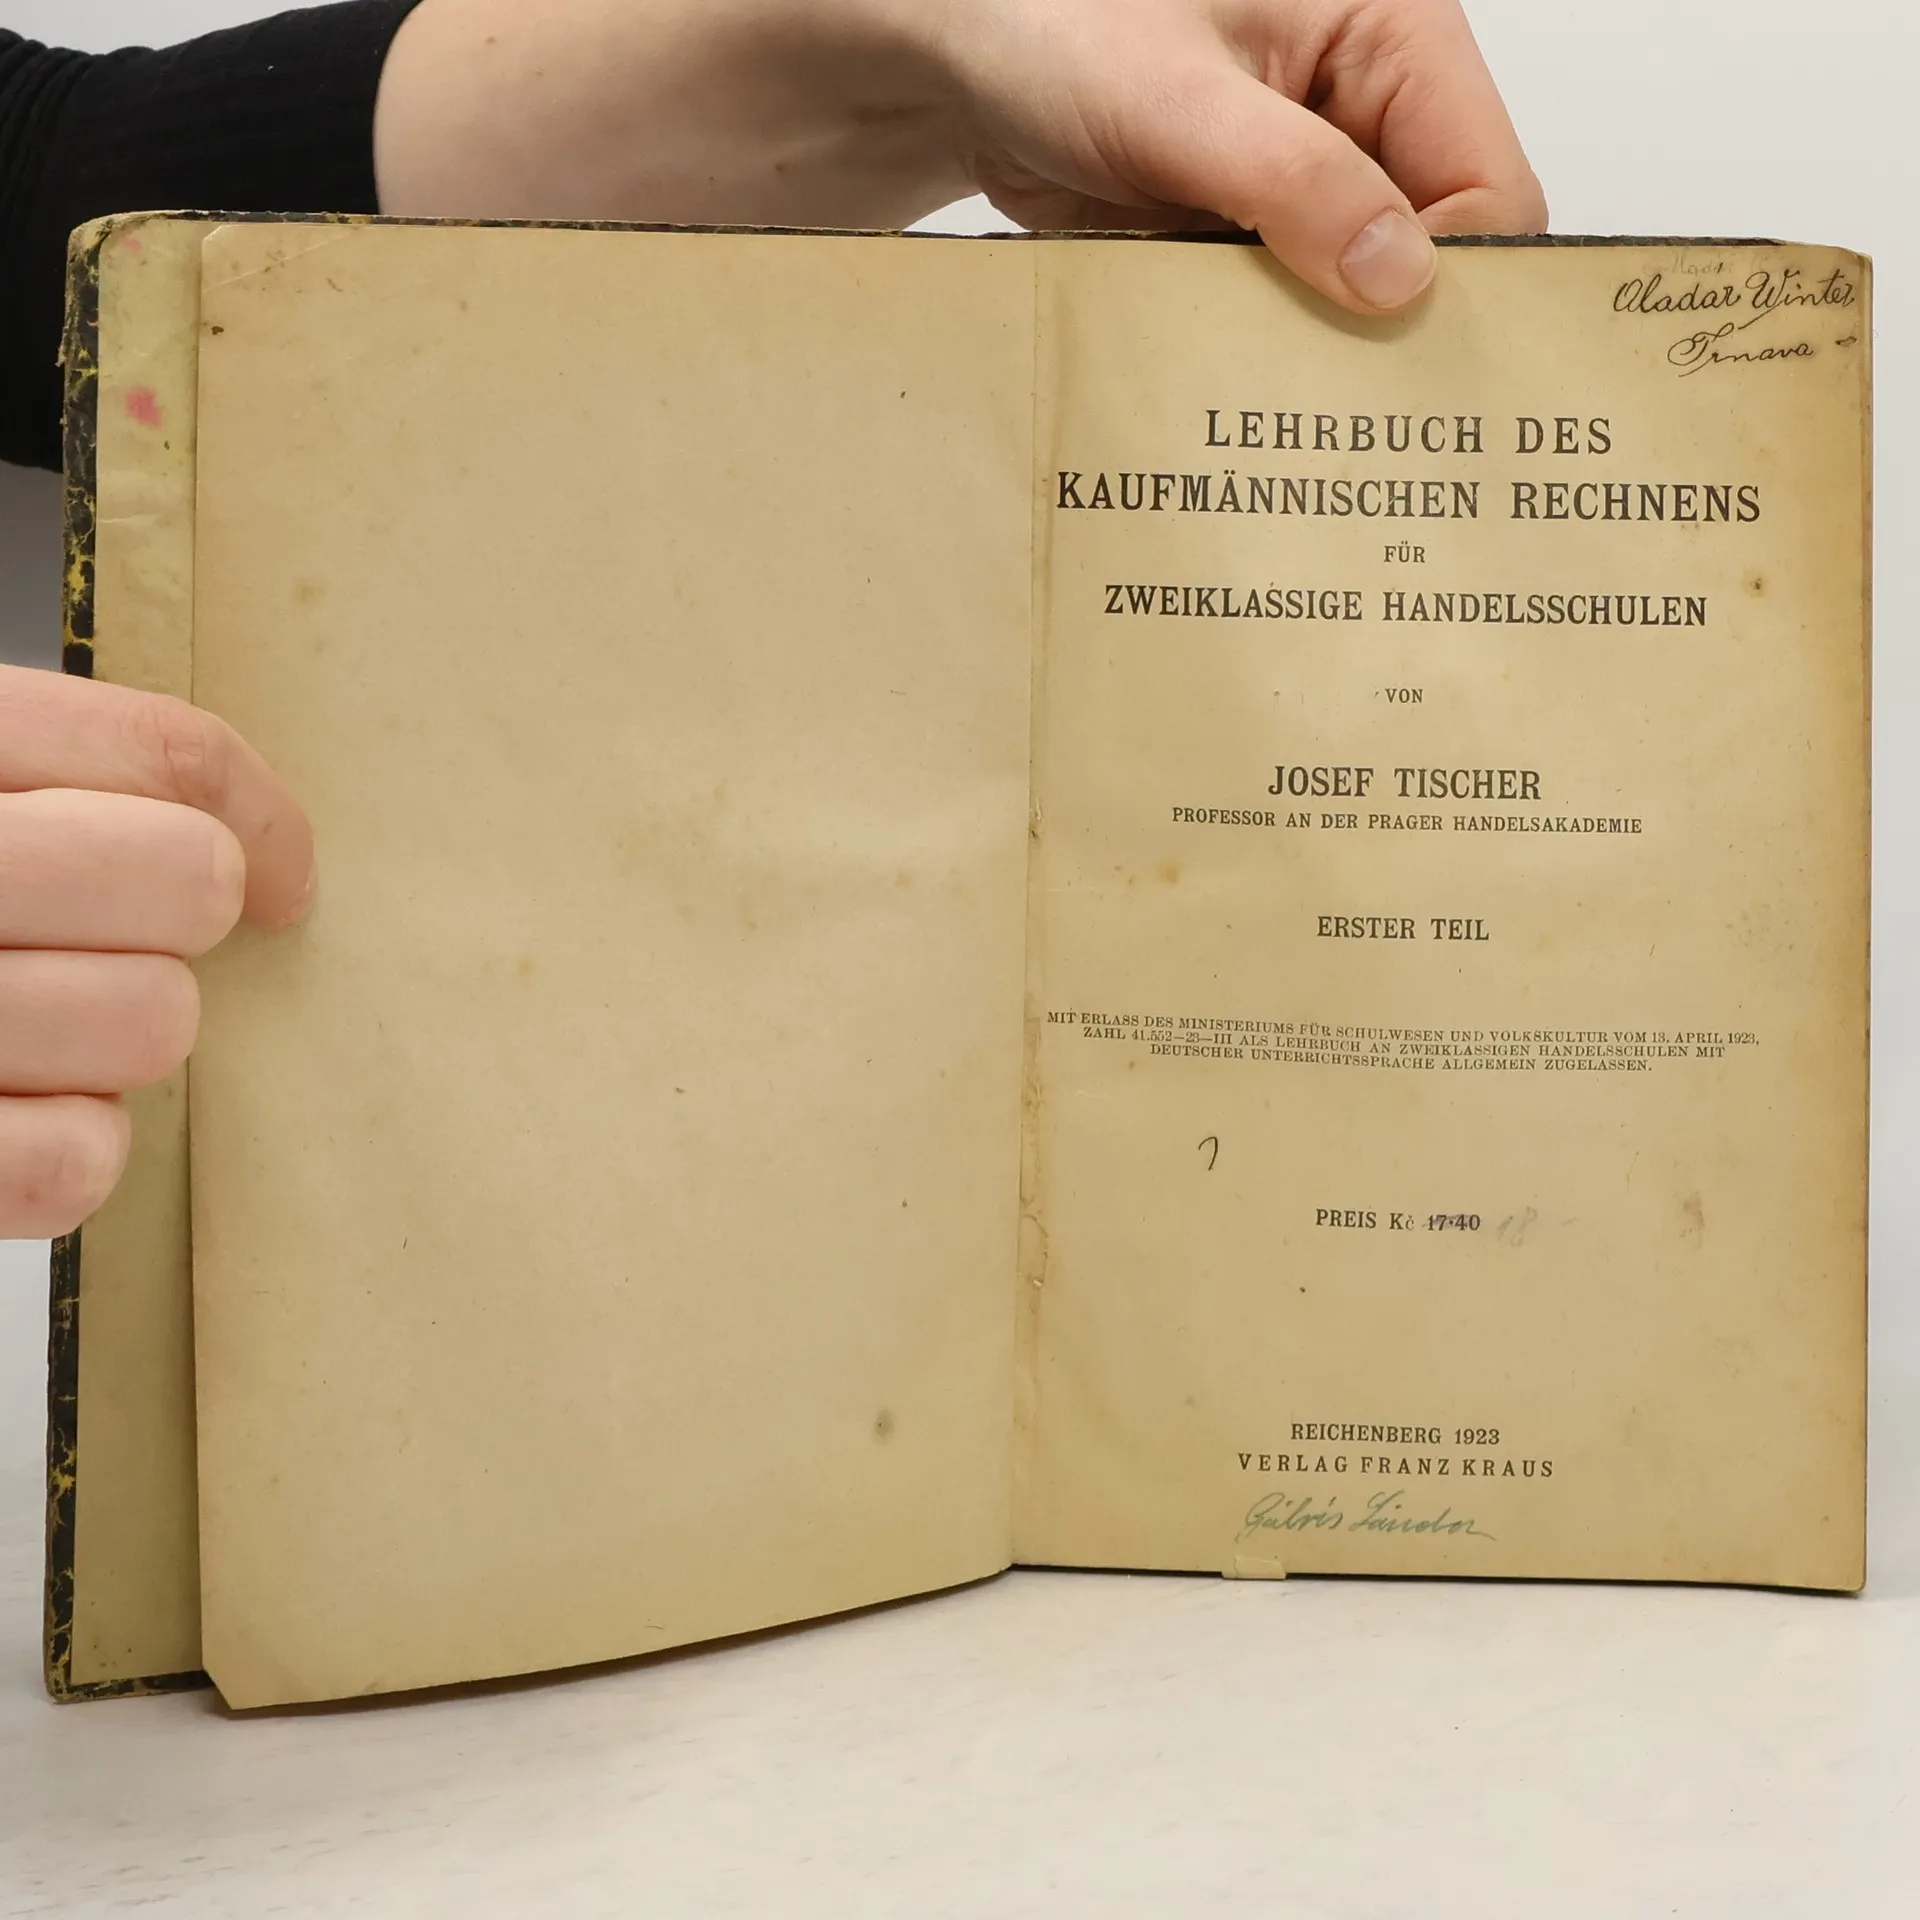 Aladár Winter
Trnava
LEHRBUCH DES
KAUFMÄNNISCHEN RECHNENS
FÜR
ZWEIKLASSIGE HANDELSSCHULEN
VON
JOSEF TISCHER
PROFESSOR AN DER PRAGER HANDELSAKADEMIE
ERSTER TEIL
MIT ERLASS DES MINISTERIUMS FÜR SCHULWESEN UND VOLKSKULTUR VOM 13. APRIL 1923,
ZAHL 41.552—23—III ALS LEHRBUCH AN ZWEIKLASSIGEN HANDELSSCHULEN MIT
DEUTSCHER UNTERRICHTSSPRACHE ALLGEMEIN ZUGELASSEN.
PREIS Kč 17·40 18 –
REICHENBERG 1923
VERLAG FRANZ KRAUS
Sándor